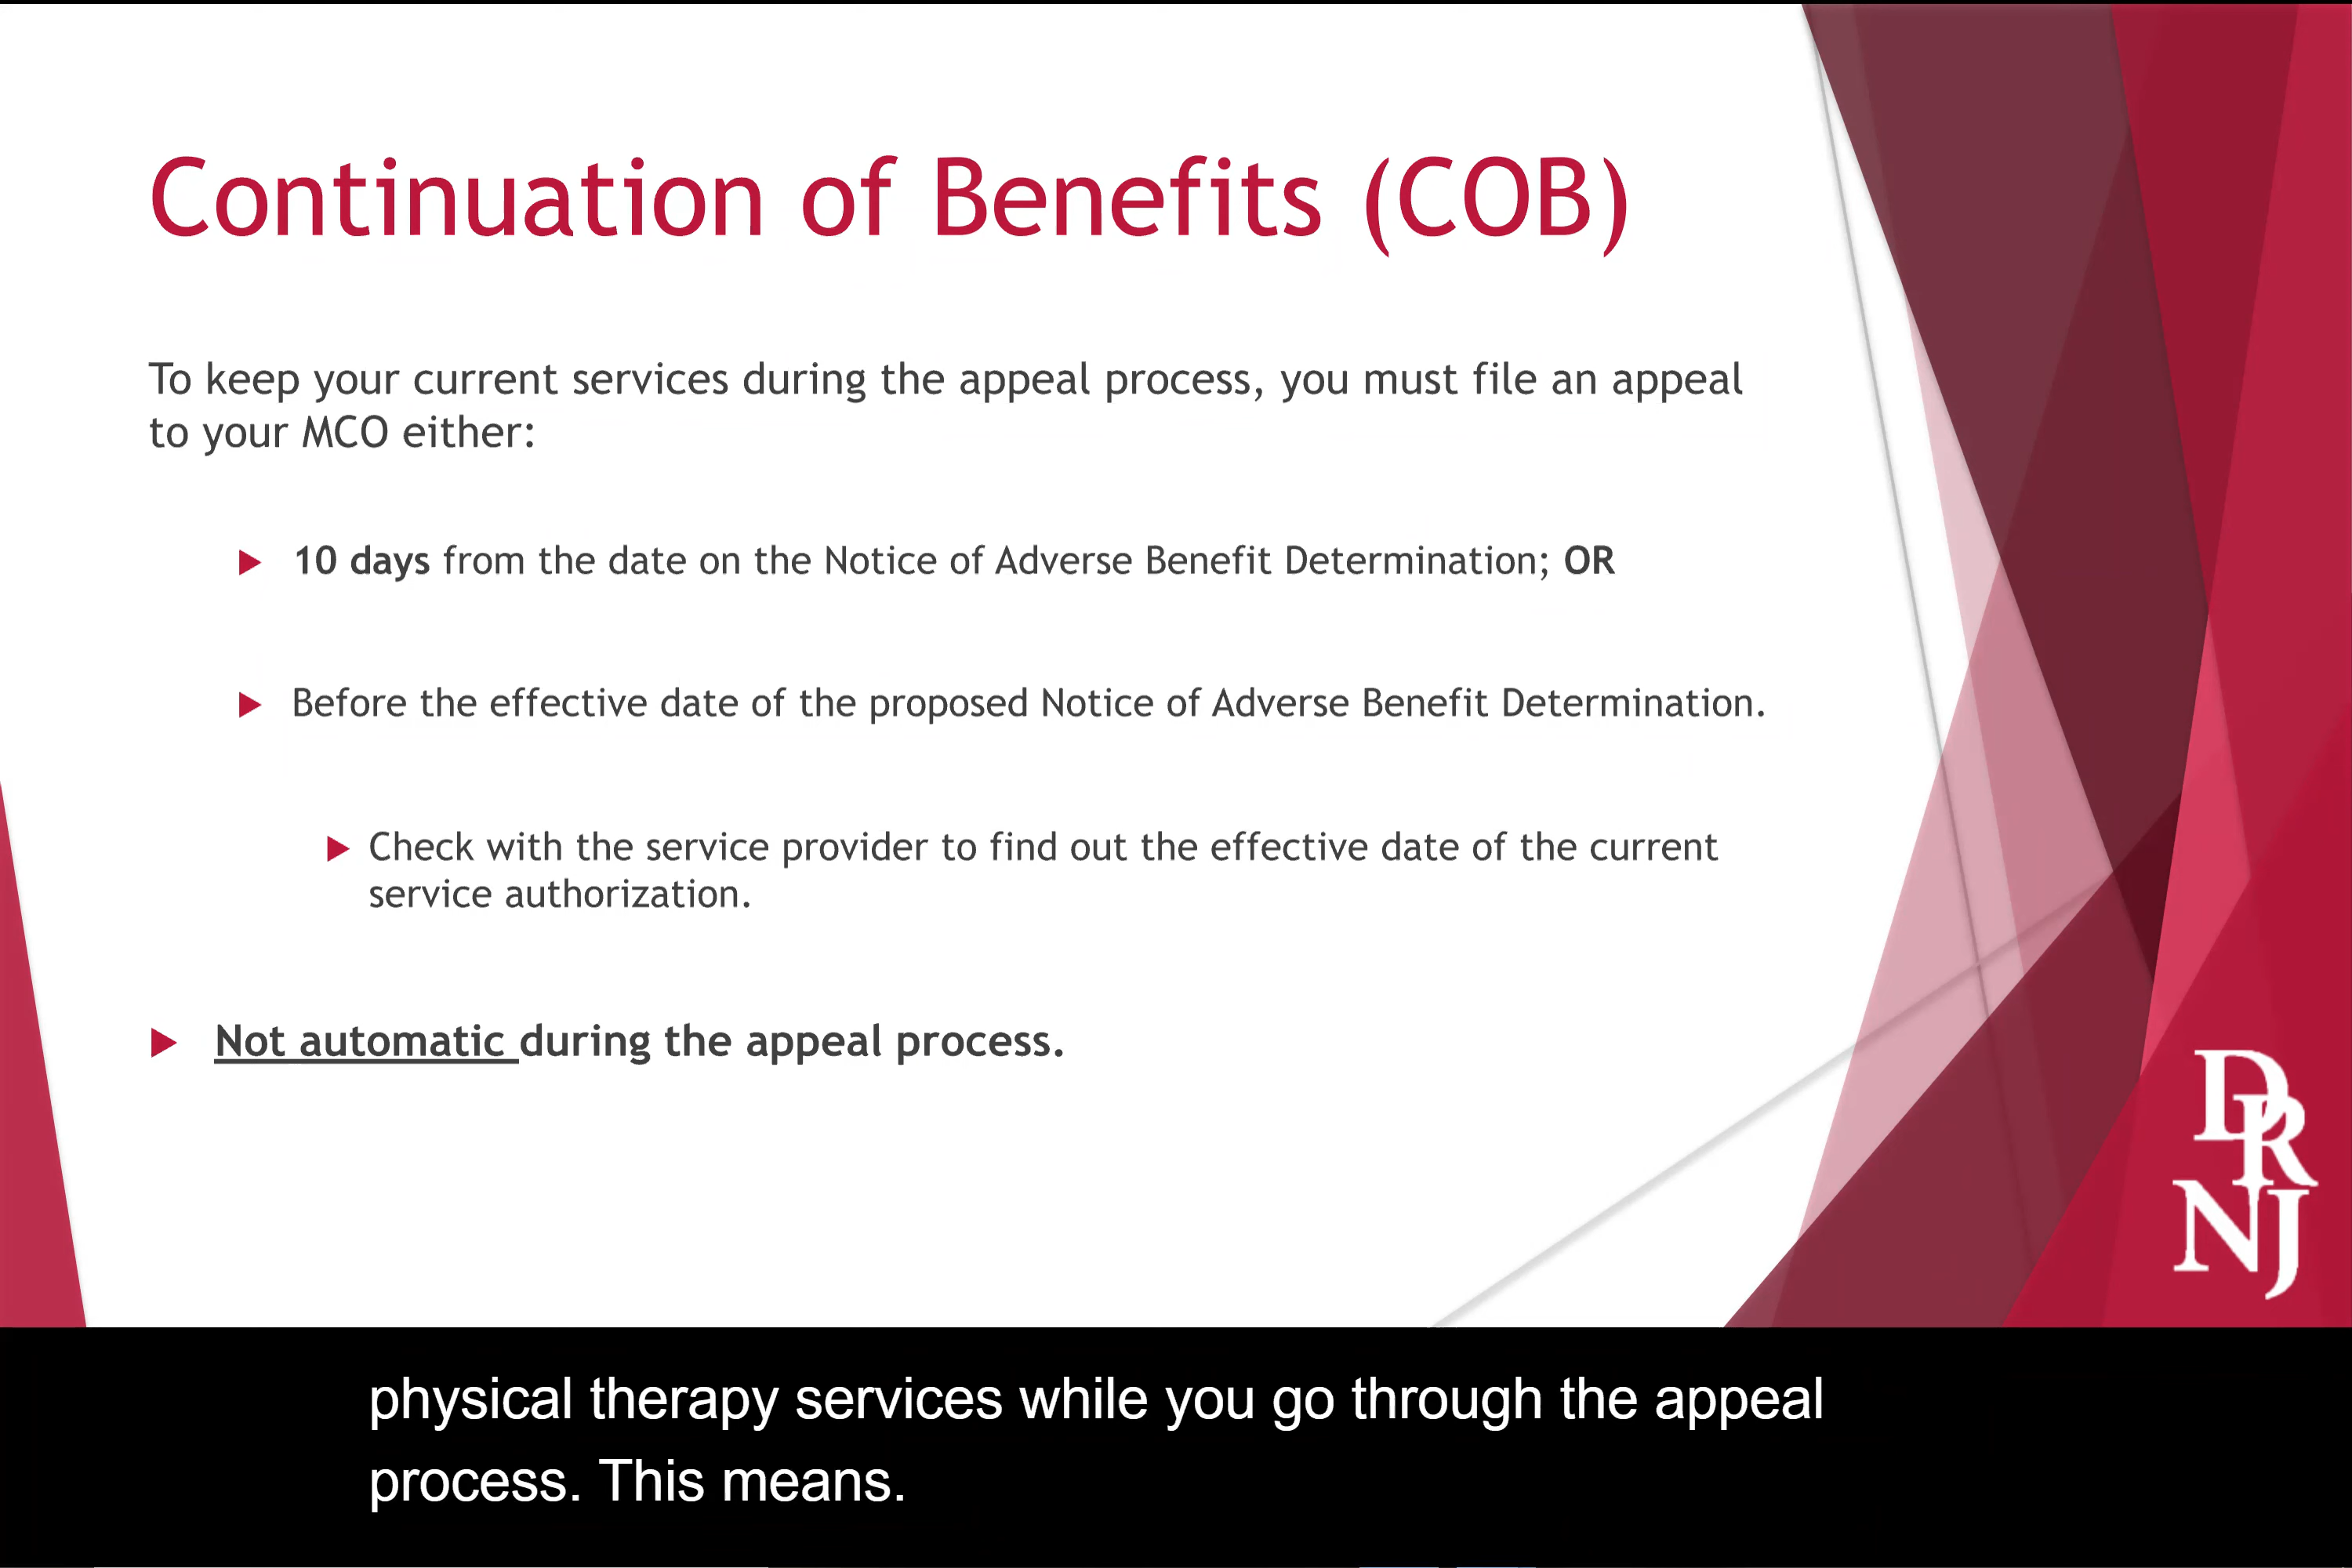 Continuation of Benefits (COB)
To keep your current services during the appeal process, you must file an appeal
to your MCO either:
10 days from the date on the Notice of Adverse Benefit Determination; OR
Before the effective date of the proposed Notice of Adverse Benefit Determination.
Check with the service provider to find out the effective date of the current
service authorization.
Not automatic during the appeal process.
DR
NJ
physical therapy services while you go through the appeal
process. This means.